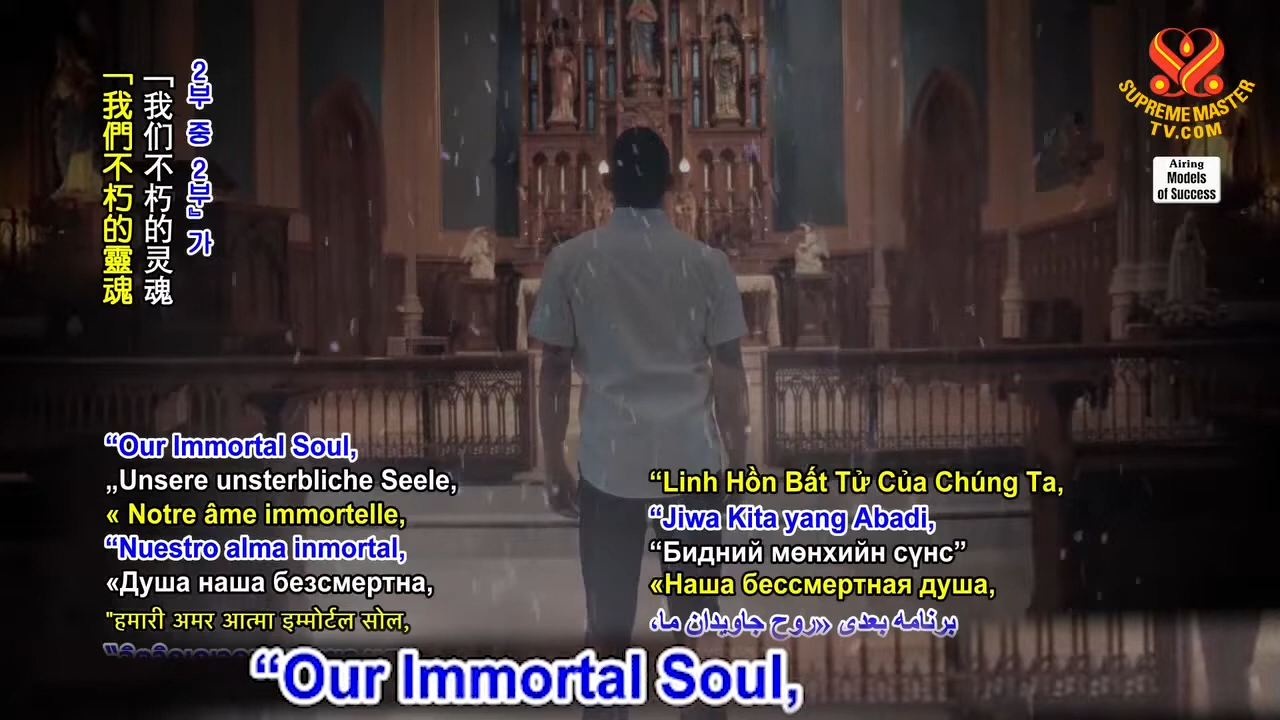 2부 중 2부』가
「我们不朽的灵魂
「我們不朽的靈魂
SUPREME MASTER
TV.COM
Airing
Models
of Success
“Our Immortal Soul,
„Unsere unsterbliche Seele,
« Notre âme immortelle,
“Nuestro alma inmortal,
«Душа наша безсмертна,
"हमारी अमर आत्मा इम्मोर्टल सोल,
“Linh Hồn Bất Tử Của Chúng Ta,
“Jiwa Kita yang Abadi,
“Бидний мөнхийн сүнс”
«Наша бессмертная душа,
برنامه بعدی «روح جاویدان ما،
“Our Immortal Soul,